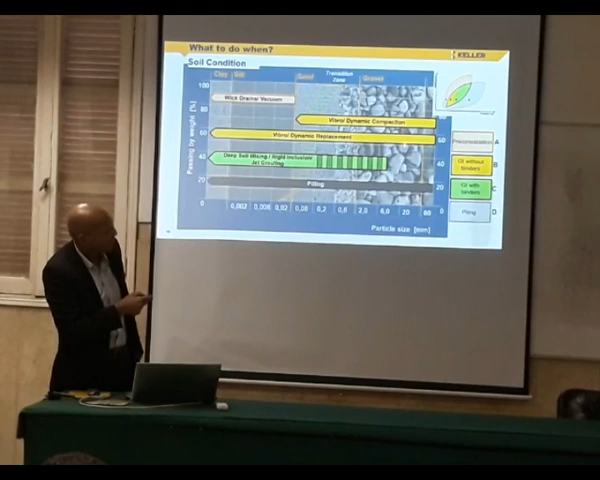 What to do when?
KELLER
Soil Condition
Clay Silt Sand Transition Zone Gravel
100
Wick Drains/ Vacuum
Vibro/ Dynamic Compaction
80
Vibro/ Dynamic Replacement
60
60
Deep Soil Mixing / Rigid Inclusions/
Jet Grouting
40
40
Piling
20
20
0
0
0,002 0,006 0,02 0,06 0,2 0,6 2,0 6,0 20 60
Particle size [mm]
Passing by weight [%]
Preconsolidation A
GI without binders B
GI with binders C
Piling D